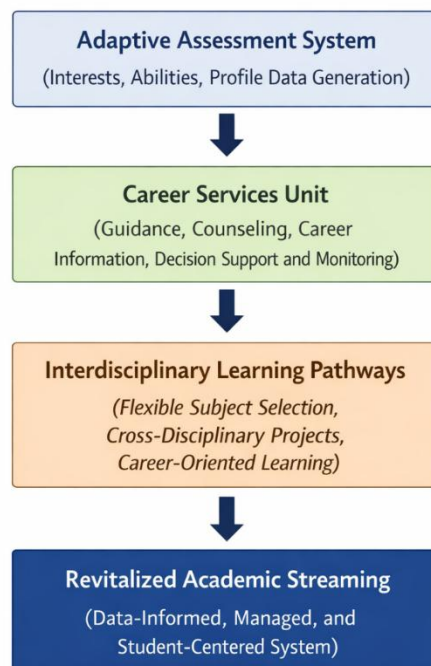 Adaptive Assessment System
(Interests, Abilities, Profile Data Generation)
Career Services Unit
(Guidance, Counseling, Career
Information, Decision Support and Monitoring)
Interdisciplinary Learning Pathways
(Flexible Subject Selection,
Cross-Disciplinary Projects,
Career-Oriented Learning)
Revitalized Academic Streaming
(Data-Informed, Managed, and
Student-Centered System)